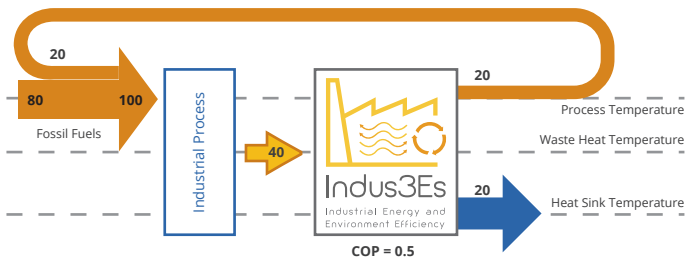 20
20
80
100
Process Temperature
Fossil Fuels
Industrial Process
Waste Heat Temperature
40
Indus3Es
Industrial Energy and
Environment Efficiency
20
Heat Sink Temperature
COP = 0.5